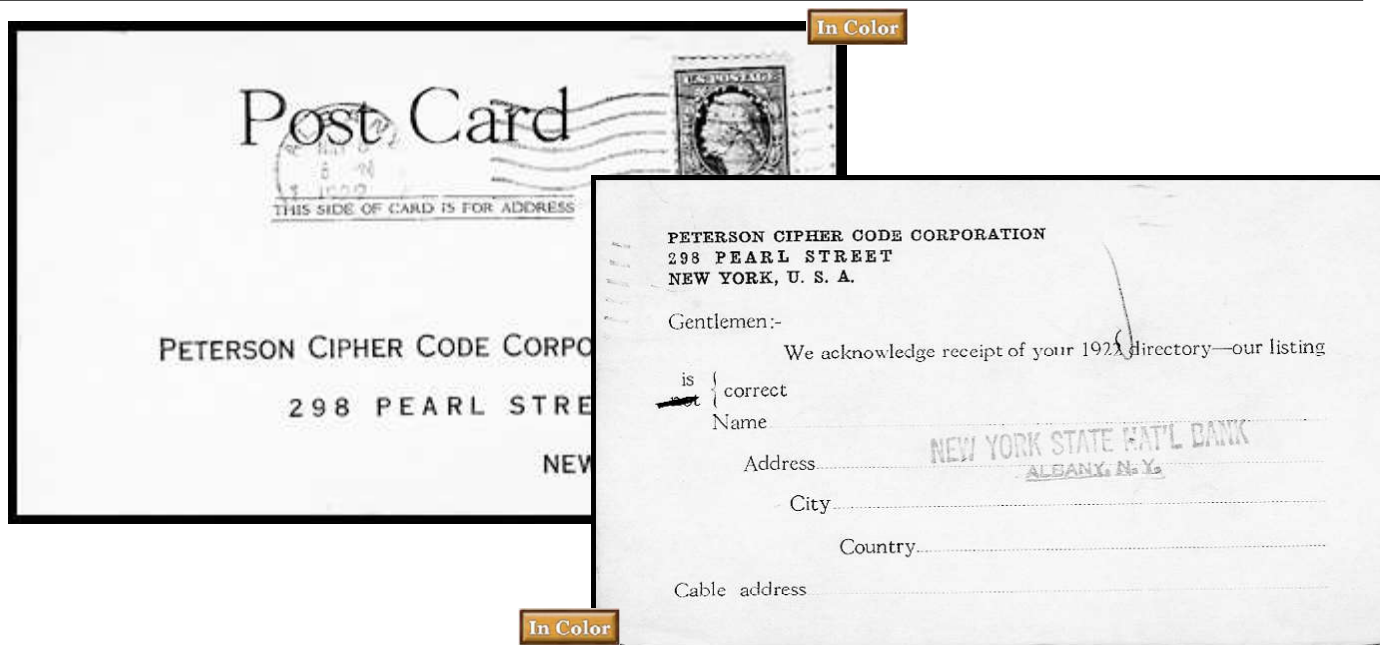 In Color
Post Card
U.S. POSTAGE
THIS SIDE OF CARD IS FOR ADDRESS
PETERSON CIPHER CODE CORPO
298 PEARL STRE
NEW
PETERSON CIPHER CODE CORPORATION
298 PEARL STREET
NEW YORK, U. S. A.
Gentlemen:-
We acknowledge receipt of your directory—our listing
is
not
correct
Name
NEW YORK STATE NAT'L BANK
Address
ALBANY, N. Y.
City
Country
Cable address
In Color